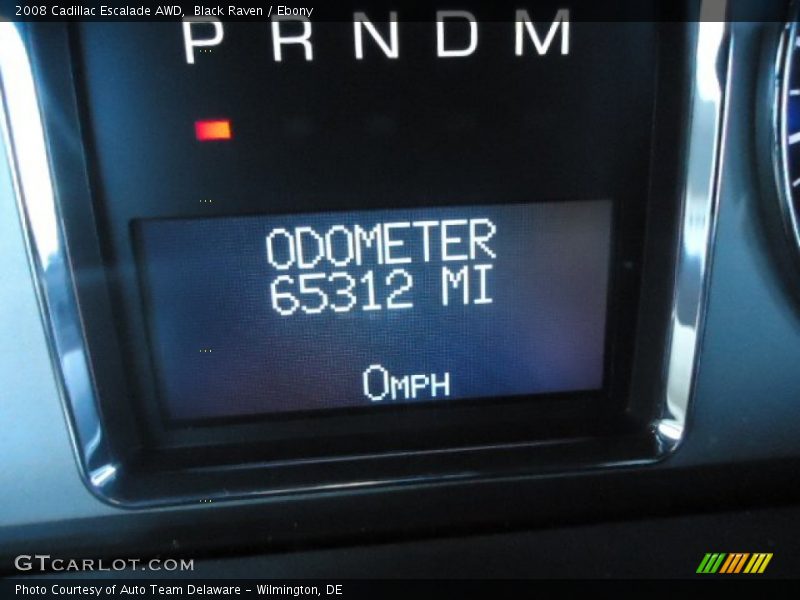 2008 Cadillac Escalade AWD, Black Raven / Ebony
P R N D M
ODOMETER
65312 MI
0MPH
GTCARLOT.COM
Photo Courtesy of Auto Team Delaware - Wilmington, DE